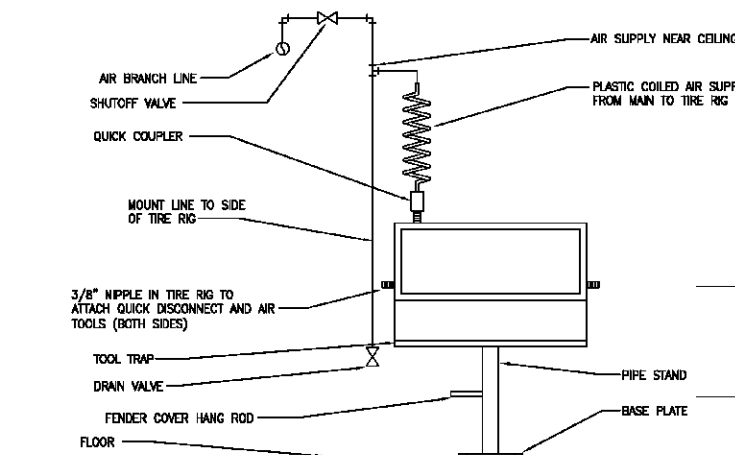 AIR SUPPLY NEAR CEILING
AIR BRANCH LINE
SHUTOFF VALVE
PLASTIC COILED AIR
FROM MAIN TO TIRE RIG
QUICK COUPLER
MOUNT LINE TO SIDE
OF TIRE RIG
3/8" NIPPLE IN TIRE RIG TO
ATTACH QUICK DISCONNECT AND AIR
TOOLS (BOTH SIDES)
TOOL TRAP
DRAIN VALVE
PIPE STAND
FENDER COVER HANG ROD
BASE PLATE
FLOOR